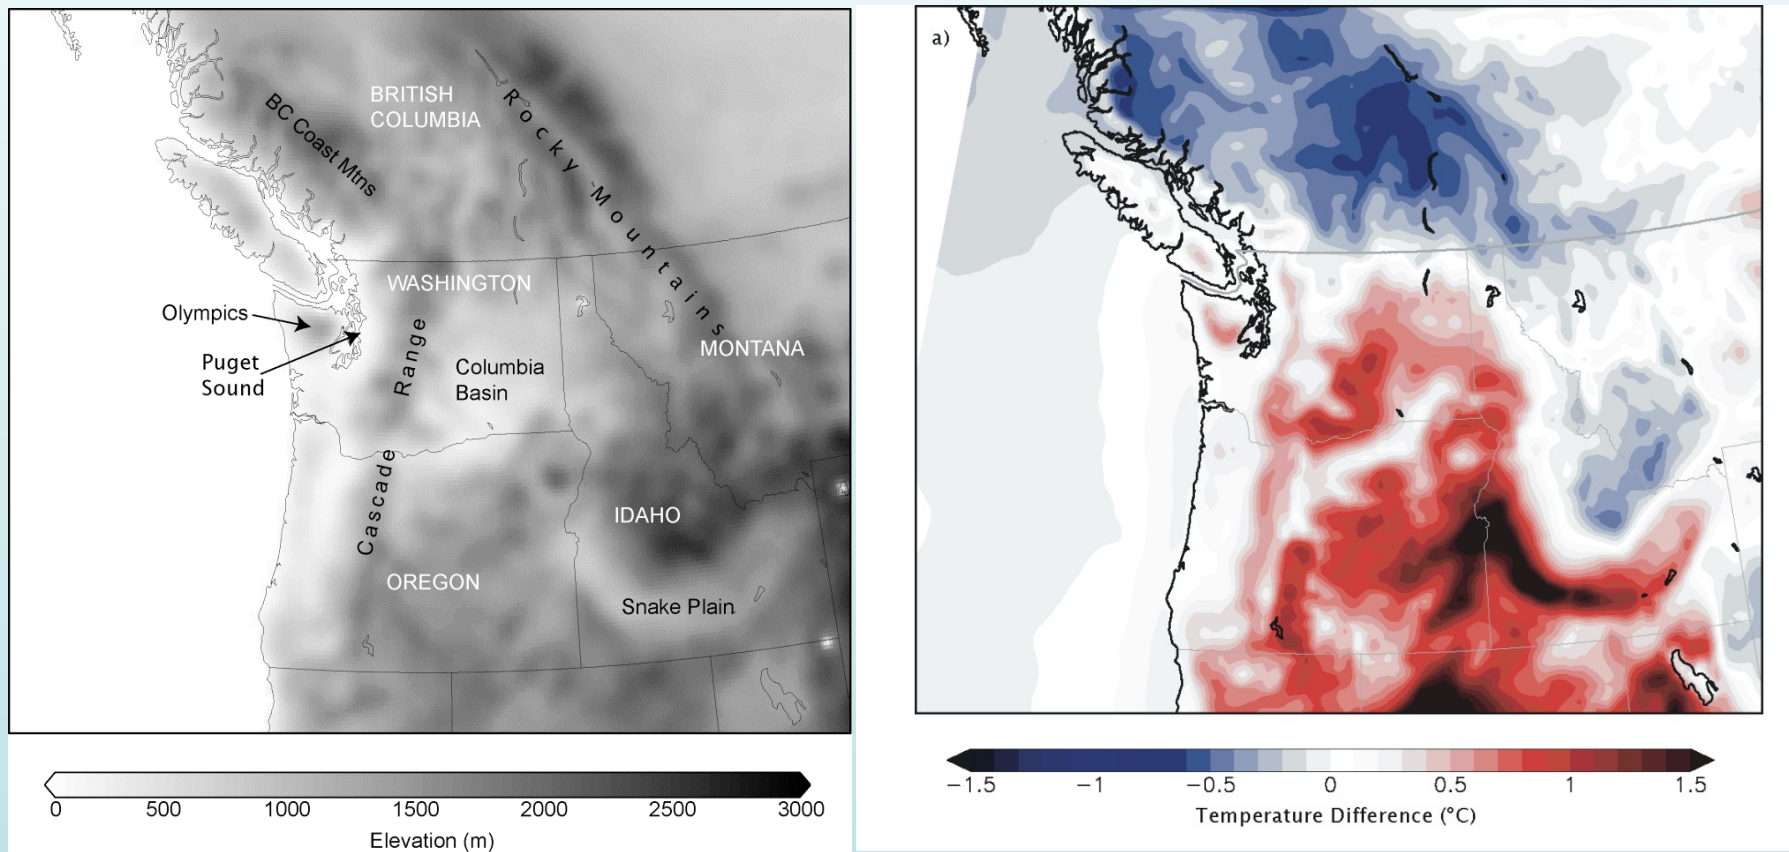 BRITISH
COLUMBIA
BC Coast Mtns
Rocky Mountains
WASHINGTON
Olympics
Puget
Sound
Cascade Range
Columbia
Basin
MONTANA
IDAHO
OREGON
Snake Plain
0 500 1000 1500 2000 2500 3000
Elevation (m)
a)
−1.5 −1 −0.5 0 0.5 1 1.5
Temperature Difference (°C)